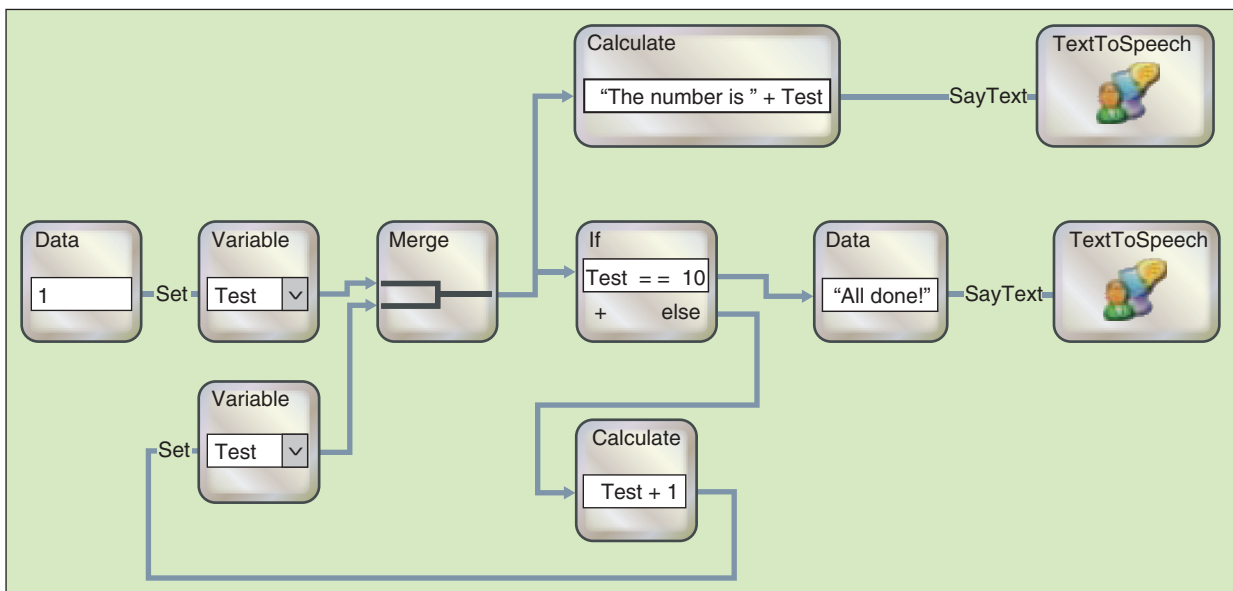 Calculate
“The number is ” + Test
SayText
TextToSpeech
Data
1
Set
Variable
Test
Merge
If
Test = = 10
+ else
Data
“All done!”
SayText
TextToSpeech
Set
Variable
Test
Calculate
Test + 1